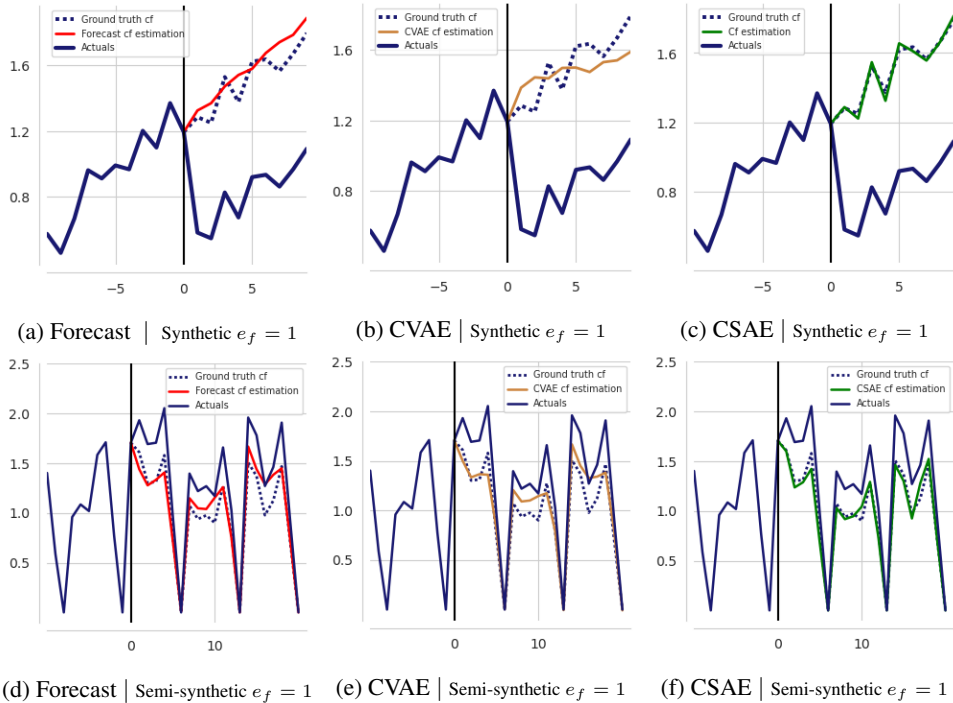 Ground truth cf
Forecast cf estimation
Actuals
1.6
1.2
0.8
−5 0 5
Ground truth cf
CVAE cf estimation
Actuals
1.6
1.2
0.8
−5 0 5
Ground truth cf
Cf estimation
Actuals
1.6
1.2
0.8
−5 0 5
(a) Forecast | Synthetic e_f = 1
(b) CVAE | Synthetic e_f = 1
(c) CSAE | Synthetic e_f = 1
2.5
2.0
1.5
1.0
0.5
Ground truth cf
Forecast cf estimation
Actuals
0 10
2.5
2.0
1.5
1.0
0.5
Ground truth cf
CVAE cf estimation
Actuals
0 10
2.5
2.0
1.5
1.0
0.5
Ground truth cf
CSAE cf estimation
Actuals
0 10
(d) Forecast | Semi-synthetic e_f = 1
(e) CVAE | Semi-synthetic e_f = 1
(f) CSAE | Semi-synthetic e_f = 1